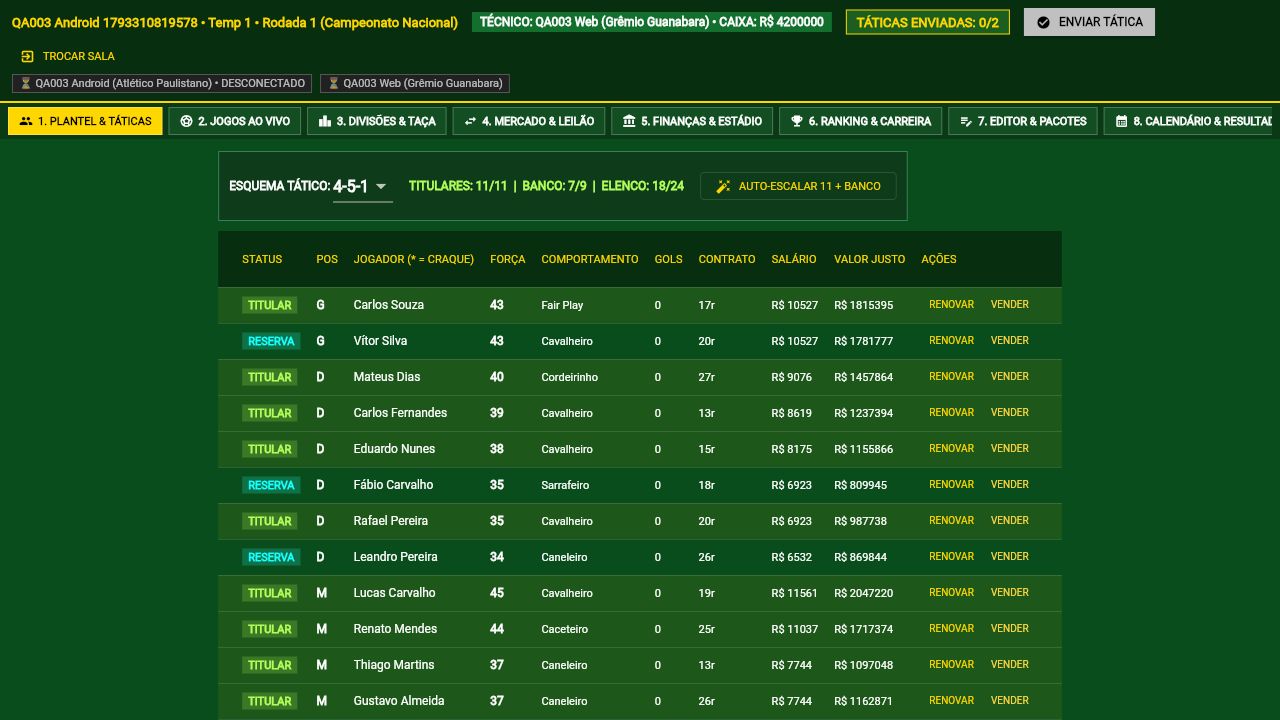 QA003 Android 1793310819578 • Temp 1 • Rodada 1 (Campeonato Nacional) TÉCNICO: QA003 Web (Grêmio Guanabara) • CAIXA: R$ 4200000 TÁTICAS ENVIADAS: 0/2 ENVIAR TÁTICA
TROCAR SALA
⏳ QA003 Android (Atlético Paulistano) • DESCONECTADO ⏳ QA003 Web (Grêmio Guanabara)
1. PLANTEL & TÁTICAS 2. JOGOS AO VIVO 3. DIVISÕES & TAÇA 4. MERCADO & LEILÃO 5. FINANÇAS & ESTÁDIO 6. RANKING & CARREIRA 7. EDITOR & PACOTES 8. CALENDÁRIO & RESULTAD
ESQUEMA TÁTICO: 4-5-1 TITULARES: 11/11 | BANCO: 7/9 | ELENCO: 18/24 AUTO-ESCALAR 11 + BANCO
STATUS POS JOGADOR (* = CRAQUE) FORÇA COMPORTAMENTO GOLS CONTRATO SALÁRIO VALOR JUSTO AÇÕES
TITULAR G Carlos Souza 43 Fair Play 0 17r R$ 10527 R$ 1815395 RENOVAR VENDER
RESERVA G Vítor Silva 43 Cavalheiro 0 20r R$ 10527 R$ 1781777 RENOVAR VENDER
TITULAR D Mateus Dias 40 Cordeirinho 0 27r R$ 9076 R$ 1457864 RENOVAR VENDER
TITULAR D Carlos Fernandes 39 Cavalheiro 0 13r R$ 8619 R$ 1237394 RENOVAR VENDER
TITULAR D Eduardo Nunes 38 Cavalheiro 0 15r R$ 8175 R$ 1155866 RENOVAR VENDER
RESERVA D Fábio Carvalho 35 Sarrafeiro 0 18r R$ 6923 R$ 809945 RENOVAR VENDER
TITULAR D Rafael Pereira 35 Cavalheiro 0 20r R$ 6923 R$ 987738 RENOVAR VENDER
RESERVA D Leandro Pereira 34 Caneleiro 0 26r R$ 6532 R$ 869844 RENOVAR VENDER
TITULAR M Lucas Carvalho 45 Cavalheiro 0 19r R$ 11561 R$ 2047220 RENOVAR VENDER
TITULAR M Renato Mendes 44 Caceteiro 0 25r R$ 11037 R$ 1717374 RENOVAR VENDER
TITULAR M Thiago Martins 37 Caneleiro 0 13r R$ 7744 R$ 1097048 RENOVAR VENDER
TITULAR M Gustavo Almeida 37 Caneleiro 0 26r R$ 7744 R$ 1162871 RENOVAR VENDER